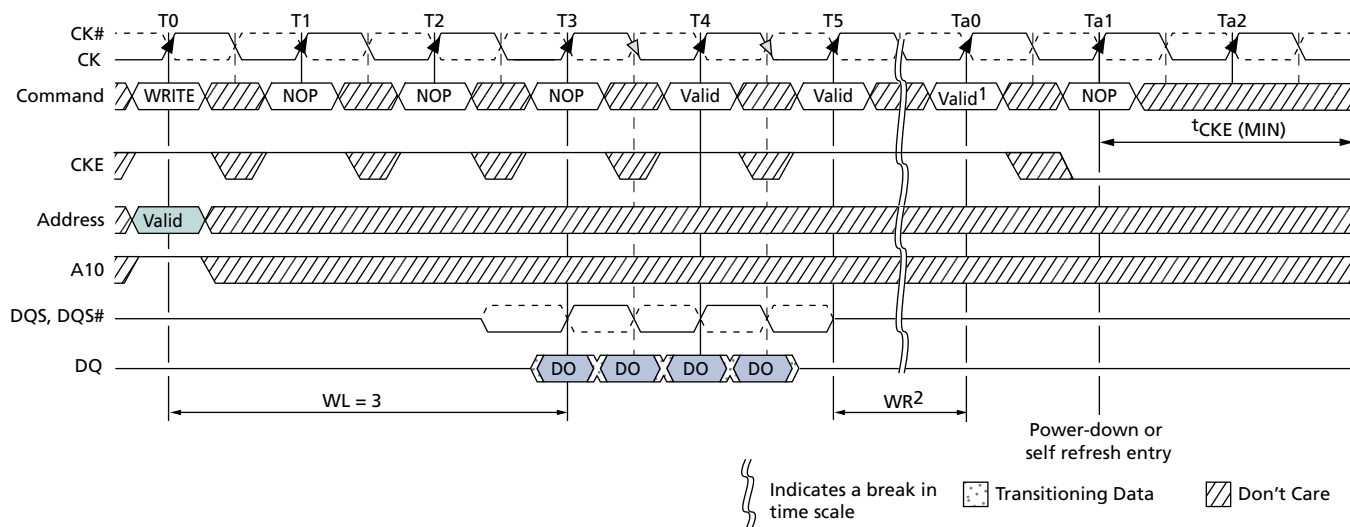 T0 T1 T2 T3 T4 T5 Ta0 Ta1 Ta2
CK#
CK
Command WRITE NOP NOP NOP Valid Valid Valid1 NOP
tCKE (MIN)
CKE
Address Valid
A10
DQS, DQS#
DQ DO DO DO DO
WL = 3 WR2
Power-down or
self refresh entry
Indicates a break in
time scale
Transitioning Data
Don't Care